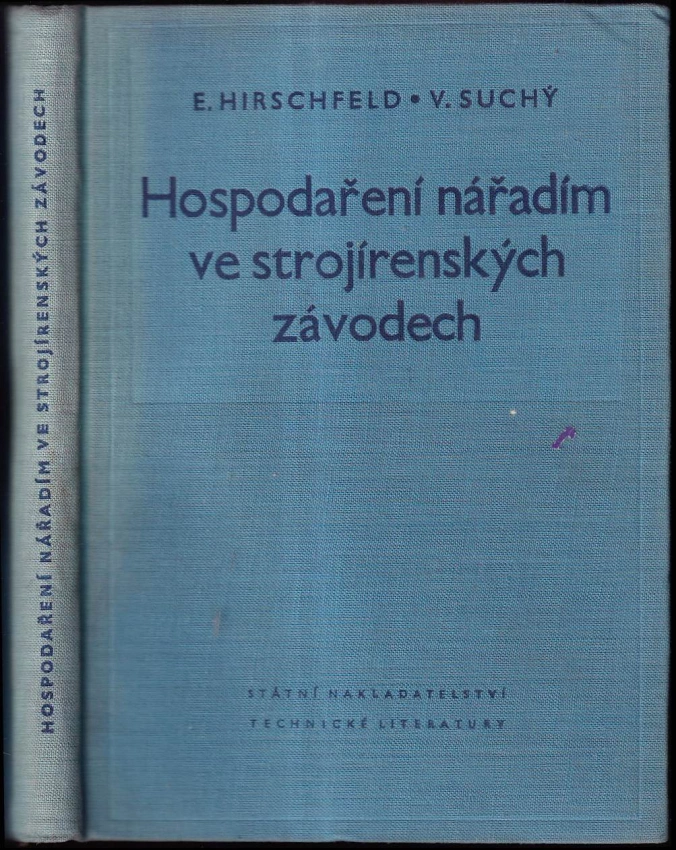 HOSPODAŘENÍ NÁŘADÍM VE STROJÍRENSKÝCH ZÁVODECH
E. HIRSCHFELD • V. SUCHÝ
Hospodaření nářadím
ve strojírenských
závodech
STÁTNÍ NAKLADATELSTVÍ
TECHNICKÉ LITERATURY